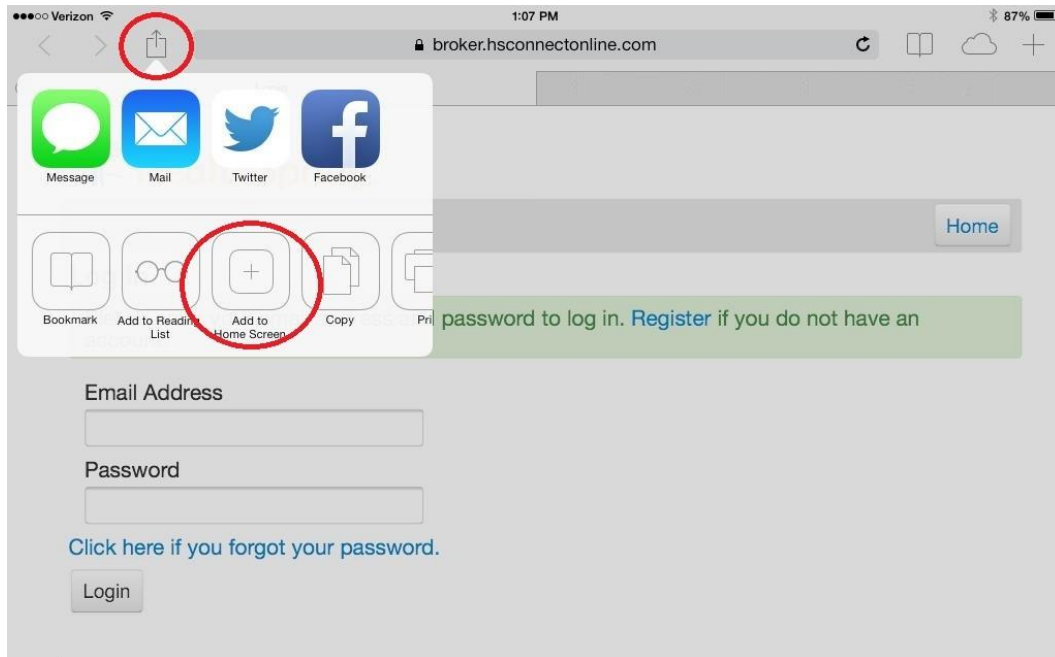 Verizon 1:07 PM 87%
broker.hsconnectonline.com
Message Mail Twitter Facebook
Home
Bookmark Add to Reading List Add to Home Screen Copy Pri
password to log in. Register if you do not have an
Email Address
Password
Click here if you forgot your password.
Login